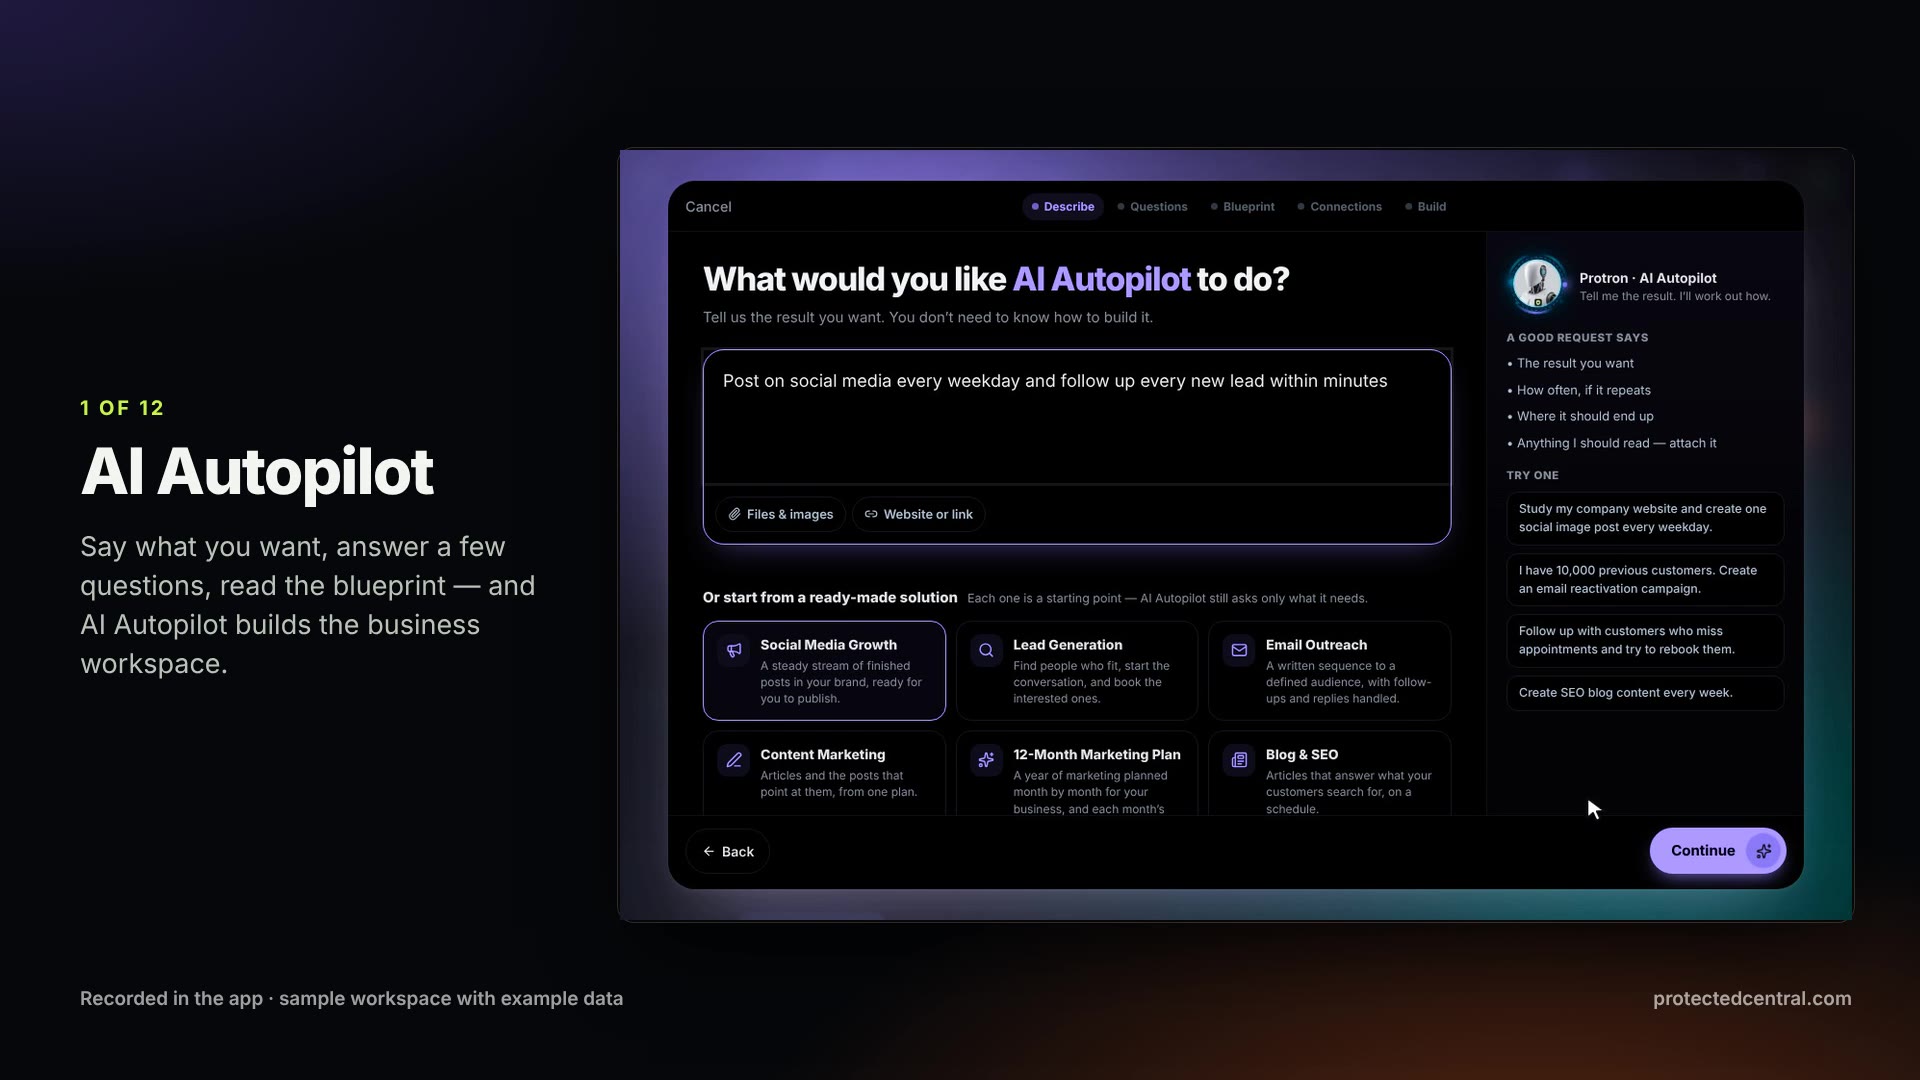 1 OF 12
AI Autopilot
Say what you want, answer a few
questions, read the blueprint — and
AI Autopilot builds the business
workspace.
Cancel
Describe
Questions
Blueprint
Connections
Build
What would you like AI Autopilot to do?
Tell us the result you want. You don't need to know how to build it.
Post on social media every weekday and follow up every new lead within minutes
Files & images
Website or link
Or start from a ready-made solution Each one is a starting point — AI Autopilot still asks only what it needs.
Social Media Growth
A steady stream of finished
posts in your brand, ready for
you to publish.
Lead Generation
Find people who fit, start the
conversation, and book the
interested ones.
Email Outreach
A written sequence to a
defined audience, with follow-
ups and replies handled.
Content Marketing
Articles and the posts that
point at them, from one plan.
12-Month Marketing Plan
A year of marketing planned
month by month for your
business, and each month's
Blog & SEO
Articles that answer what your
customers search for, on a
schedule.
Protron · AI Autopilot
Tell me the result. I'll work out how.
A GOOD REQUEST SAYS
• The result you want
• How often, if it repeats
• Where it should end up
• Anything I should read — attach it
TRY ONE
Study my company website and create one
social image post every weekday.
I have 10,000 previous customers. Create
an email reactivation campaign.
Follow up with customers who miss
appointments and try to rebook them.
Create SEO blog content every week.
← Back
Continue
Recorded in the app · sample workspace with example data
protectedcentral.com